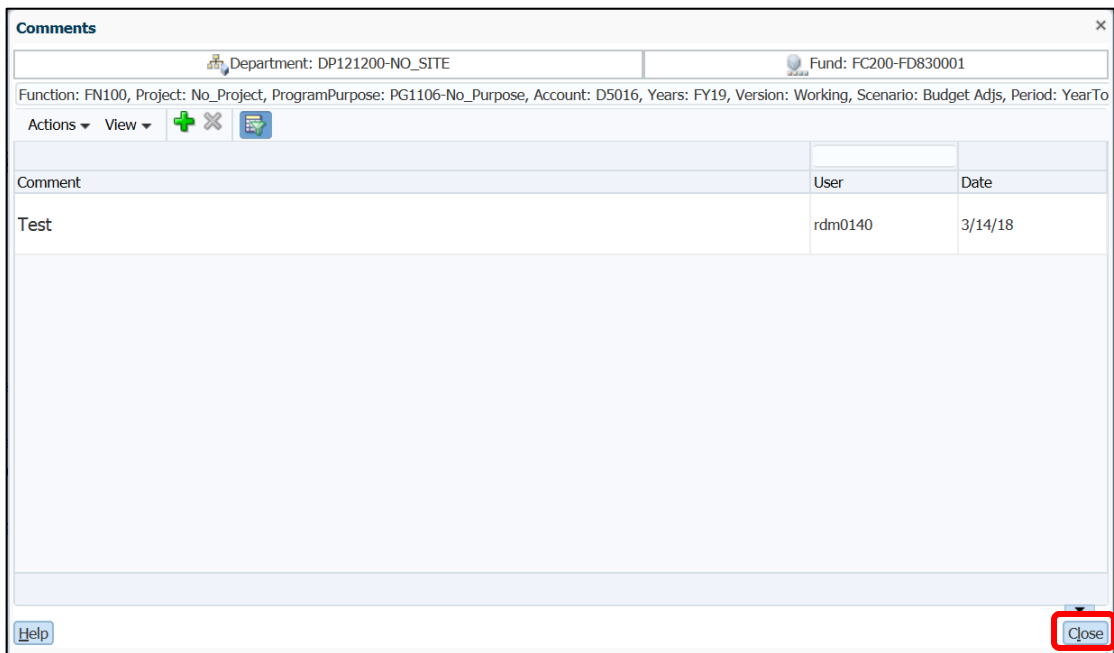 Comments
Department: DP121200-NO_SITE Fund: FC200-FD830001
Function: FN100, Project: No_Project, ProgramPurpose: PG1106-No_Purpose, Account: D5016, Years: FY19, Version: Working, Scenario: Budget Adjs, Period: YearTo
Actions View
Comment User Date
Test rdm0140 3/14/18
Help Close